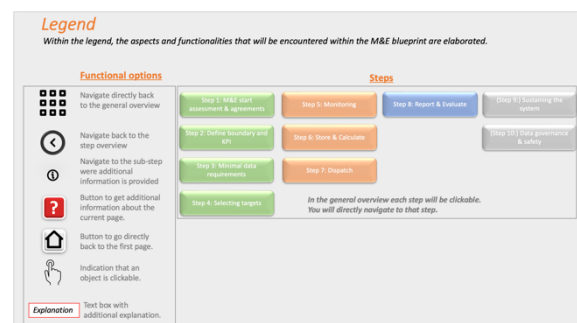 Legend
Within the legend, the aspects and functionalities that will be encountered within the M&E blueprint are elaborated.
Functional options
Navigate directly back
to the general overview
Navigate back to the
step overview
Navigate to the sub-step
were additional
information is provided
?
Button to get additional
information about the
current page.
Button to go directly
back to the first page.
Indication that an
object is clickable.
Explanation
Text box with
additional explanation.
Steps
Step 1: M&E start
assessment & agreements
Step 5: Monitoring
Step 8: Report & Evaluate
(Step 9:) Sustaining the
system
Step 2: Define boundary and
KPI
Step 6: Store & Calculate
(Step 10:) Data governance
& safety
Step 3: Minimal data
requirements
Step 7: Dispatch
Step 4: Selecting targets
In the general overview each step will be clickable.
You will directly navigate to that step.